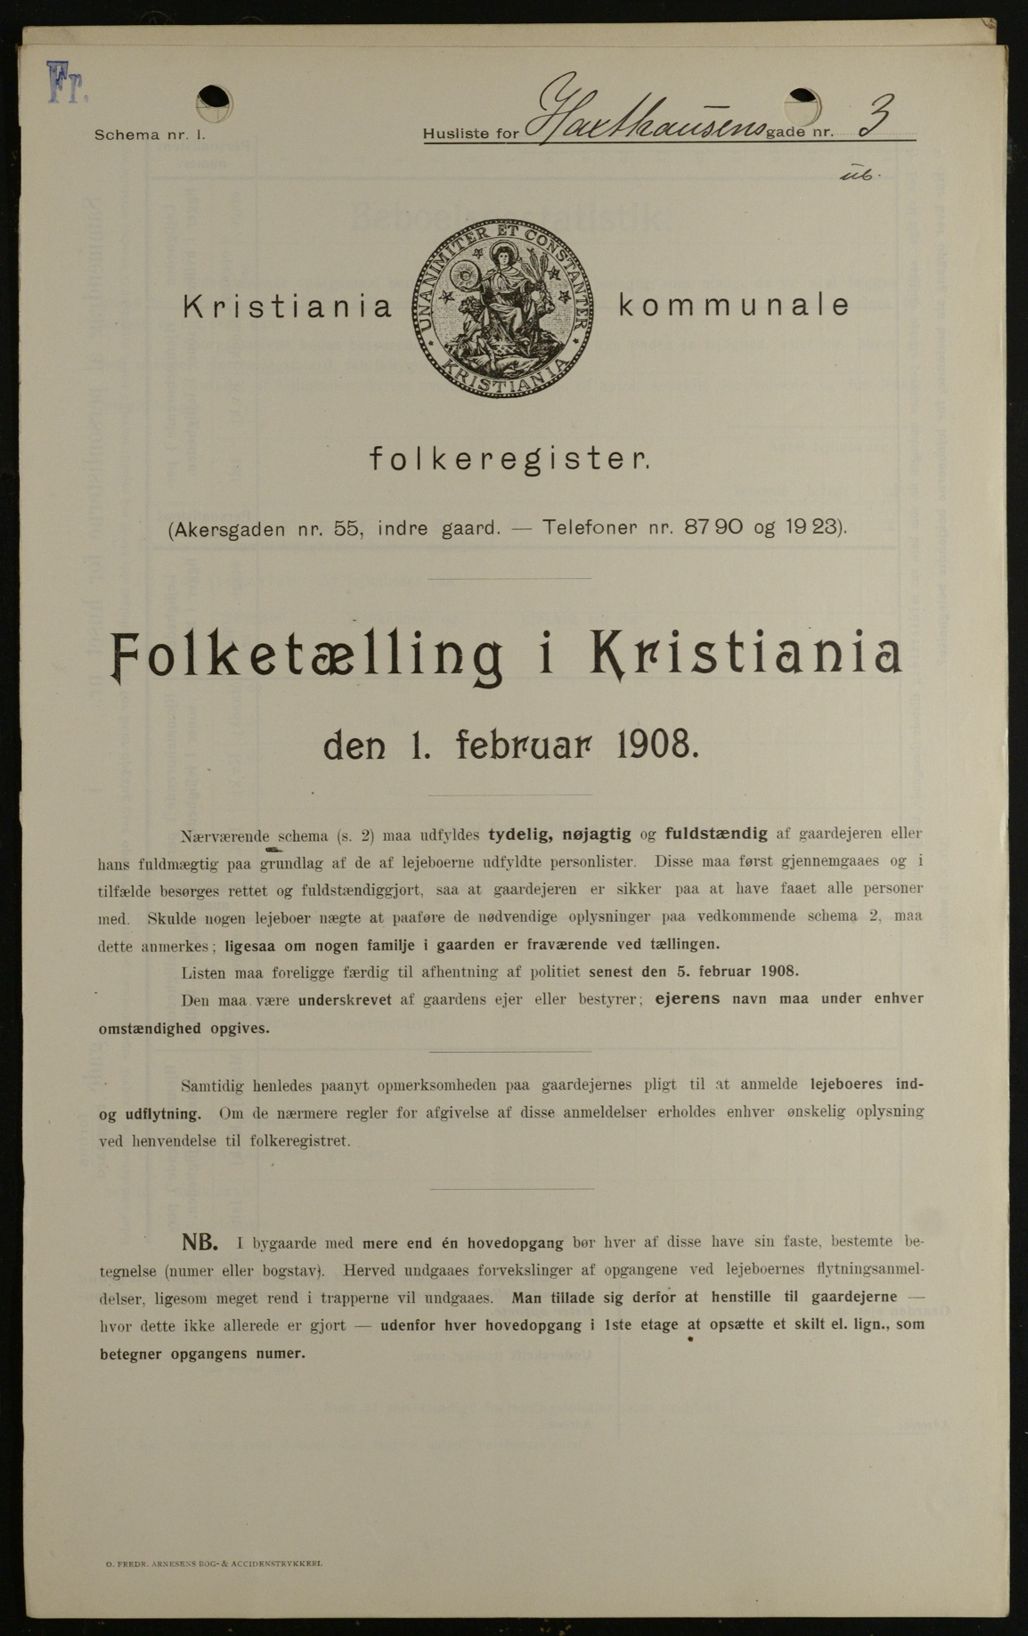 Fr.
Schema nr. 1.
Husliste for Haxthausens gade nr. 3
ub.
Kristiania kommunale
UNANIMITER ET CONSTANTER
KRISTIANIA
folkeregister.
(Akersgaden nr. 55, indre gaard. — Telefoner nr. 87 90 og 19 23).
Folketælling i Kristiania
den 1. februar 1908.
Nærværende schema (s. 2) maa udfyldes tydelig, nøjagtig og fuldstændig af gaardejeren eller
hans fuldmægtig paa grundlag af de af lejeboerne udfyldte personlister. Disse maa først gjennemgaaes og i
tilfælde besørges rettet og fuldstændiggjort, saa at gaardejeren er sikker paa at have faaet alle personer
med. Skulde nogen lejeboer nægte at paaføre de nødvendige oplysninger paa vedkommende schema 2, maa
dette anmerkes; ligesaa om nogen familje i gaarden er fraværende ved tællingen.
Listen maa foreligge færdig til afhentning af politiet senest den 5. februar 1908.
Den maa være underskrevet af gaardens ejer eller bestyrer; ejerens navn maa under enhver
omstændighed opgives.
Samtidig henledes paanyt opmerksomheden paa gaardejernes pligt til at anmelde lejeboeres ind-
og udflytning. Om de nærmere regler for afgivelse af disse anmeldelser erholdes enhver ønskelig oplysning
ved henvendelse til folkeregistret.
NB. I bygaarde med mere end én hovedopgang bør hver af disse have sin faste, bestemte be-
tegnelse (numer eller bogstav). Herved undgaaes forvekslinger af opgangene ved lejeboernes flytningsanmel-
delser, ligesom meget rend i trapperne vil undgaaes. Man tillade sig derfor at henstille til gaardejerne —
hvor dette ikke allerede er gjort — udenfor hver hovedopgang i 1ste etage at opsætte et skilt el. lign., som
betegner opgangens numer.
O. FREDR. ARNESENS BOG- & ACCIDENSTRYKKERI.